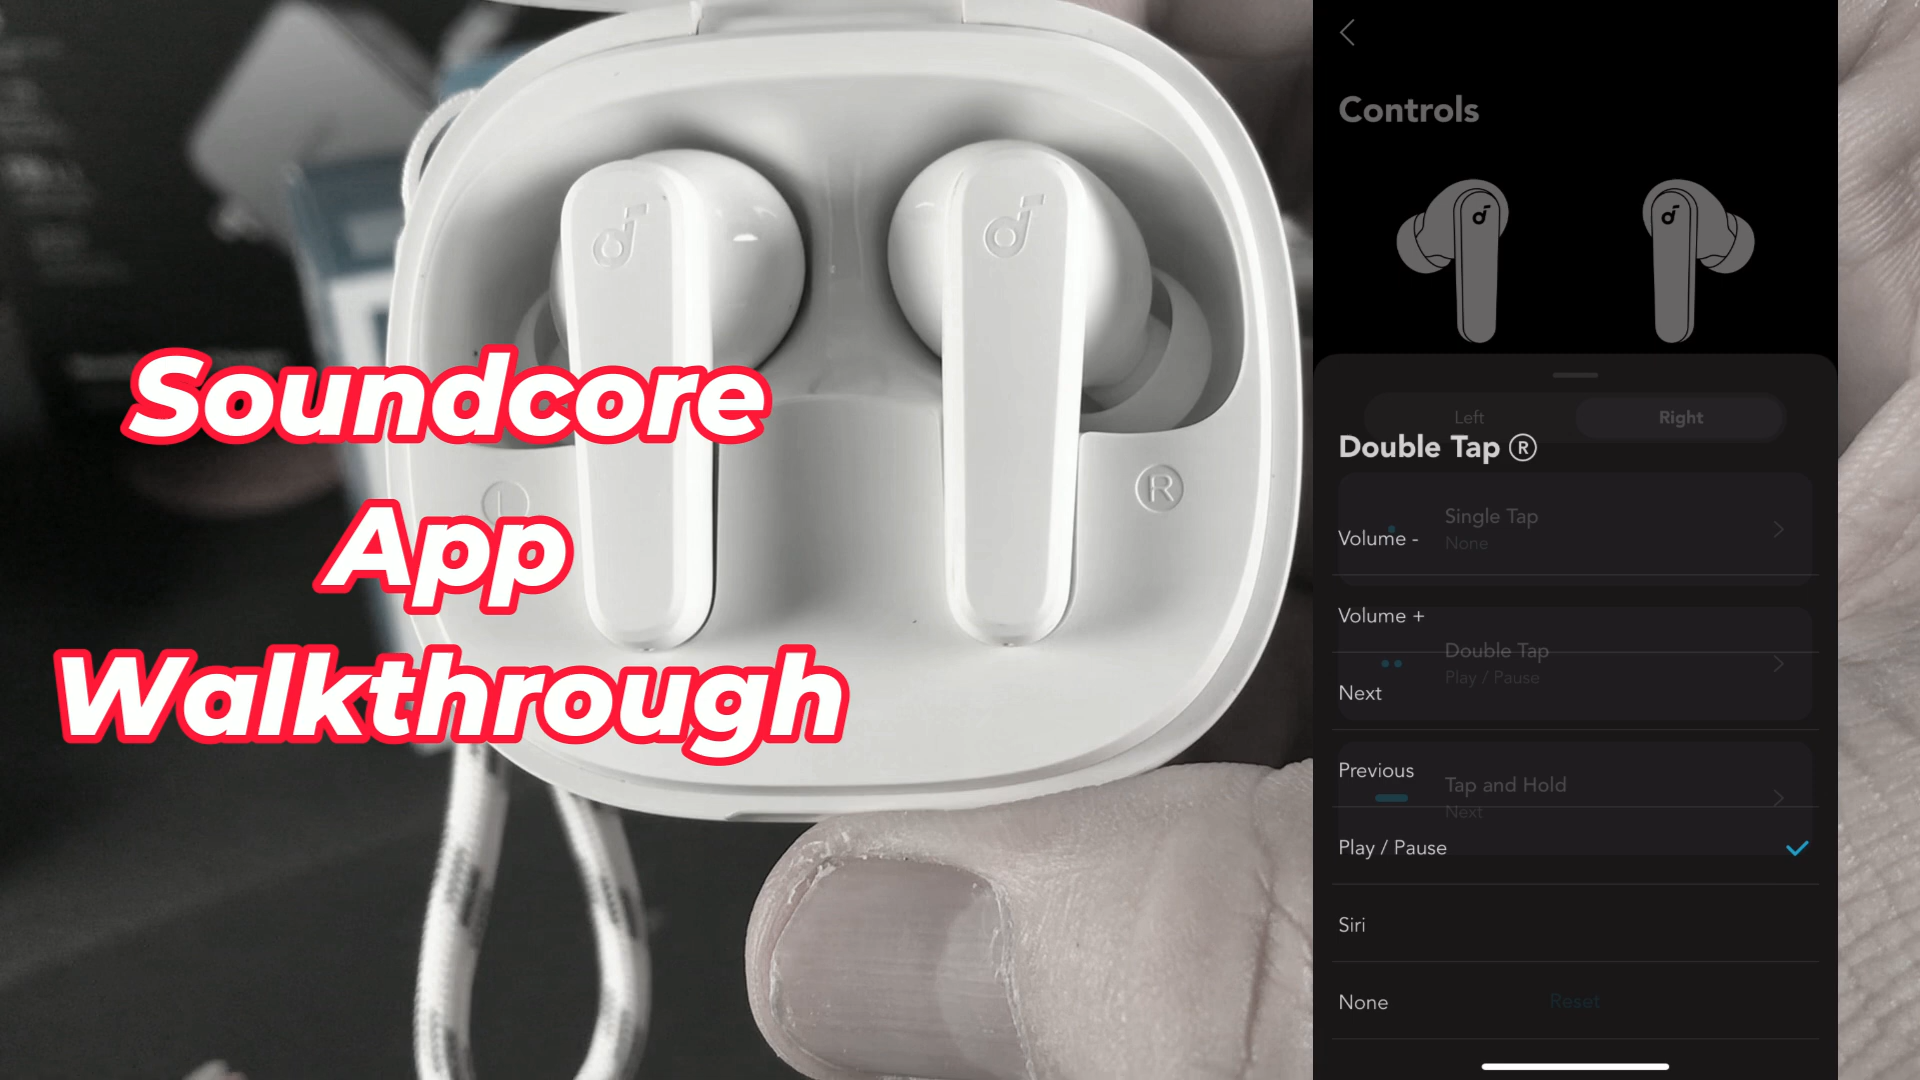 Soundcore
App
Walkthrough
L
R
Controls
Left
Right
Double Tap Ⓡ
Single Tap
None
Volume -
Volume +
Double Tap
Play / Pause
Next
Previous
Tap and Hold
Next
Play / Pause
Siri
None
Reset